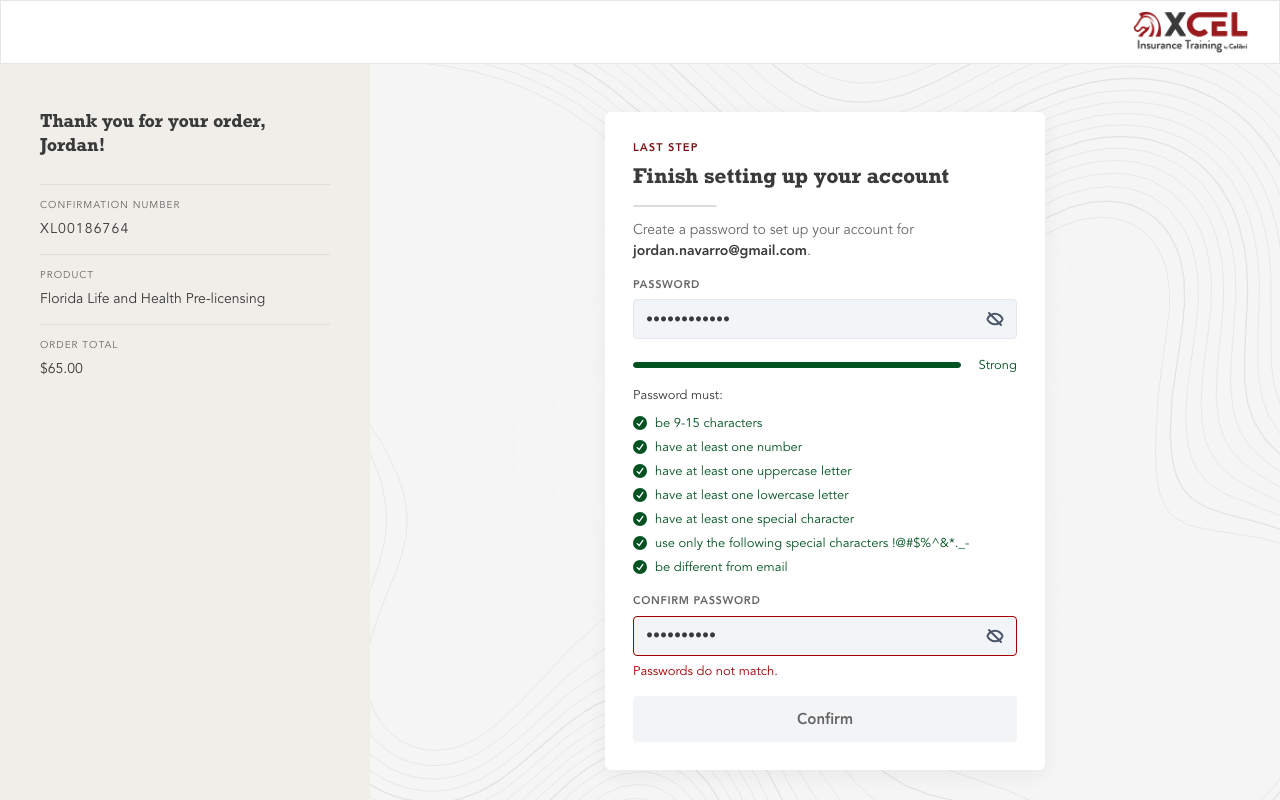 XCEL
Insurance Training by Colibri
Thank you for your order,
Jordan!
CONFIRMATION NUMBER
XL00186764
PRODUCT
Florida Life and Health Pre-licensing
ORDER TOTAL
$65.00
LAST STEP
Finish setting up your account
Create a password to set up your account for
jordan.navarro@gmail.com.
PASSWORD
••••••••••••
Strong
Password must:
be 9-15 characters
have at least one number
have at least one uppercase letter
have at least one lowercase letter
have at least one special character
use only the following special characters !@#$%^&*._-
be different from email
CONFIRM PASSWORD
••••••••••
Passwords do not match.
Confirm